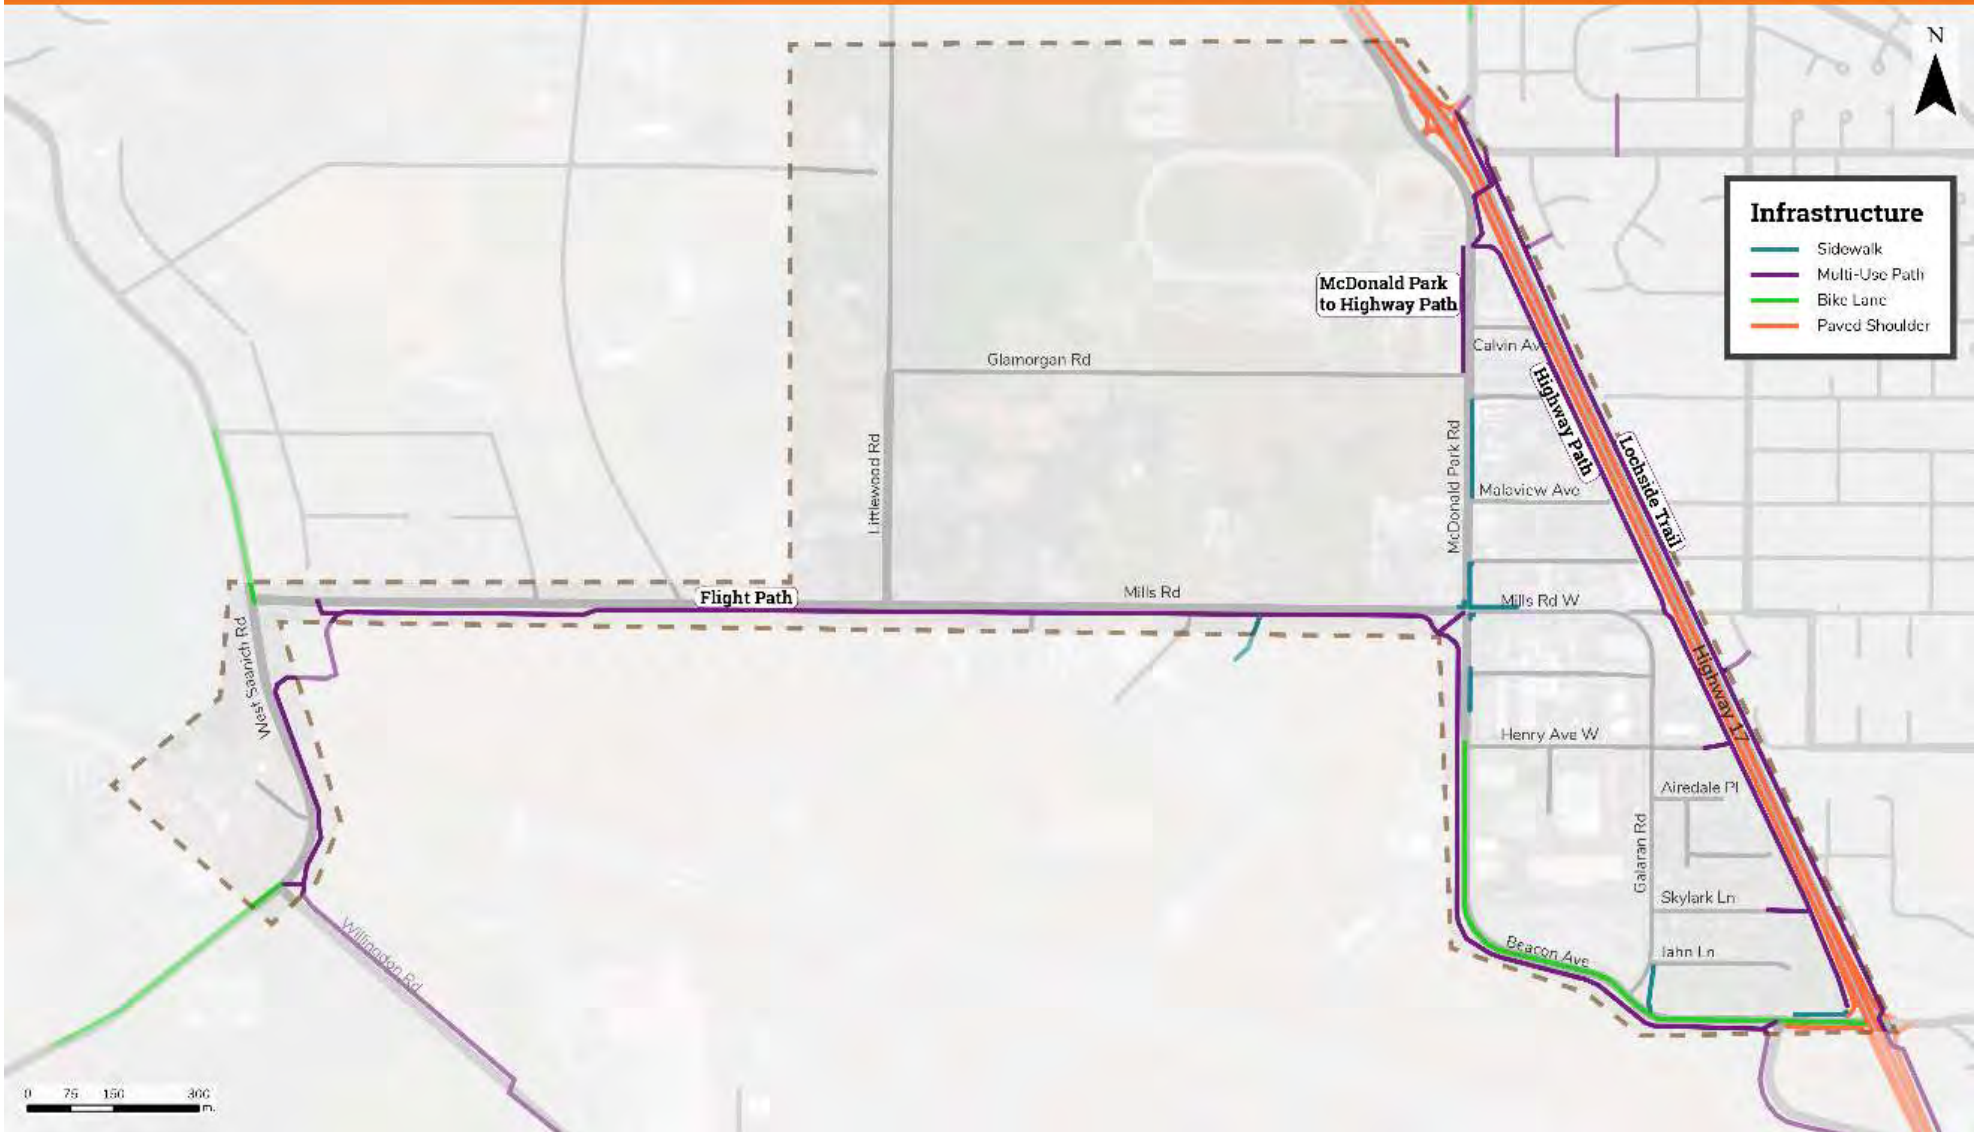 N
Infrastructure
Sidewalk
Multi-Use Path
Bike Lane
Paved Shoulder
McDonald Park
to Highway Path
Calvin Ave
Glamorgan Rd
Highway Path
Lochside Trail
Littlewood Rd
McDonald Park Rd
Malaview Ave
Flight Path
Mills Rd
Mills Rd W
West Saanich Rd
Highway 17
Henry Ave W
Airedale Pl
Galaran Rd
Skylark Ln
Willingdon Rd
Beacon Ave
Jahn Ln
0 75 150 300
m.